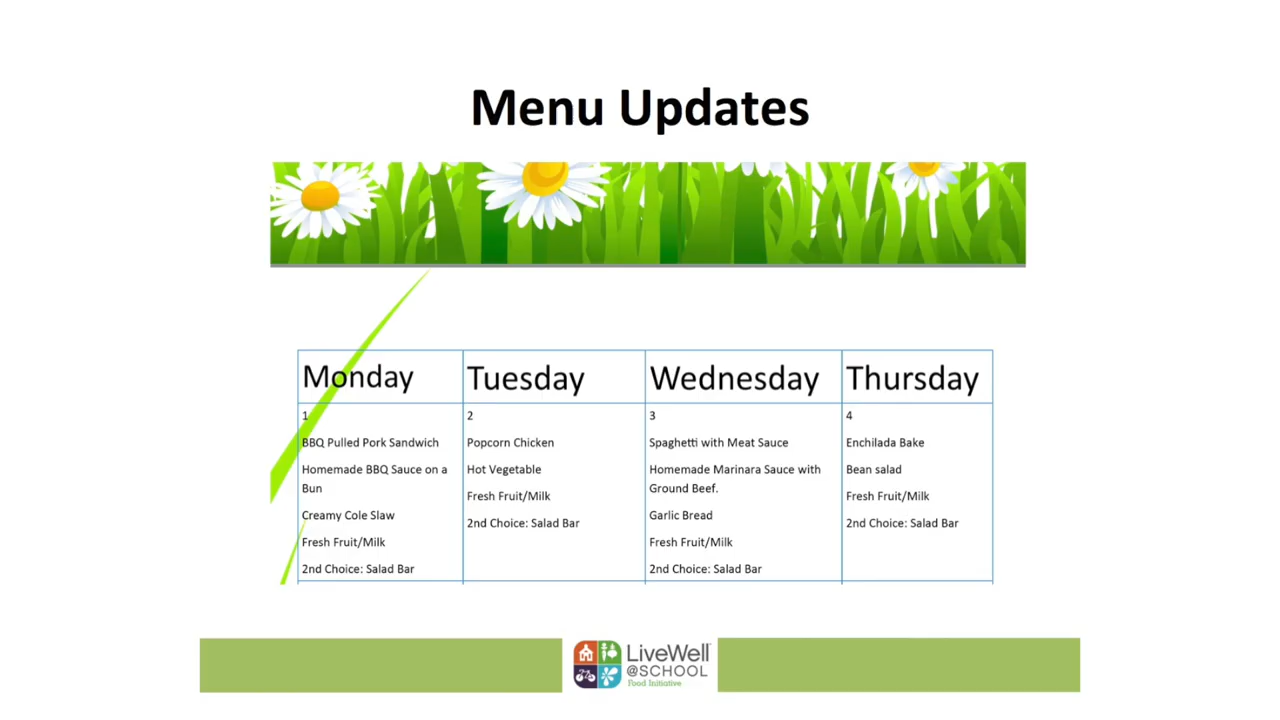 Menu Updates
Monday
Tuesday
Wednesday
Thursday
1
BBQ Pulled Pork Sandwich
Homemade BBQ Sauce on a
Bun
Creamy Cole Slaw
Fresh Fruit/Milk
2nd Choice: Salad Bar
2
Popcorn Chicken
Hot Vegetable
Fresh Fruit/Milk
2nd Choice: Salad Bar
3
Spaghetti with Meat Sauce
Homemade Marinara Sauce with
Ground Beef.
Garlic Bread
Fresh Fruit/Milk
2nd Choice: Salad Bar
4
Enchilada Bake
Bean salad
Fresh Fruit/Milk
2nd Choice: Salad Bar
LiveWell
@SCHOOL
Food Initiative